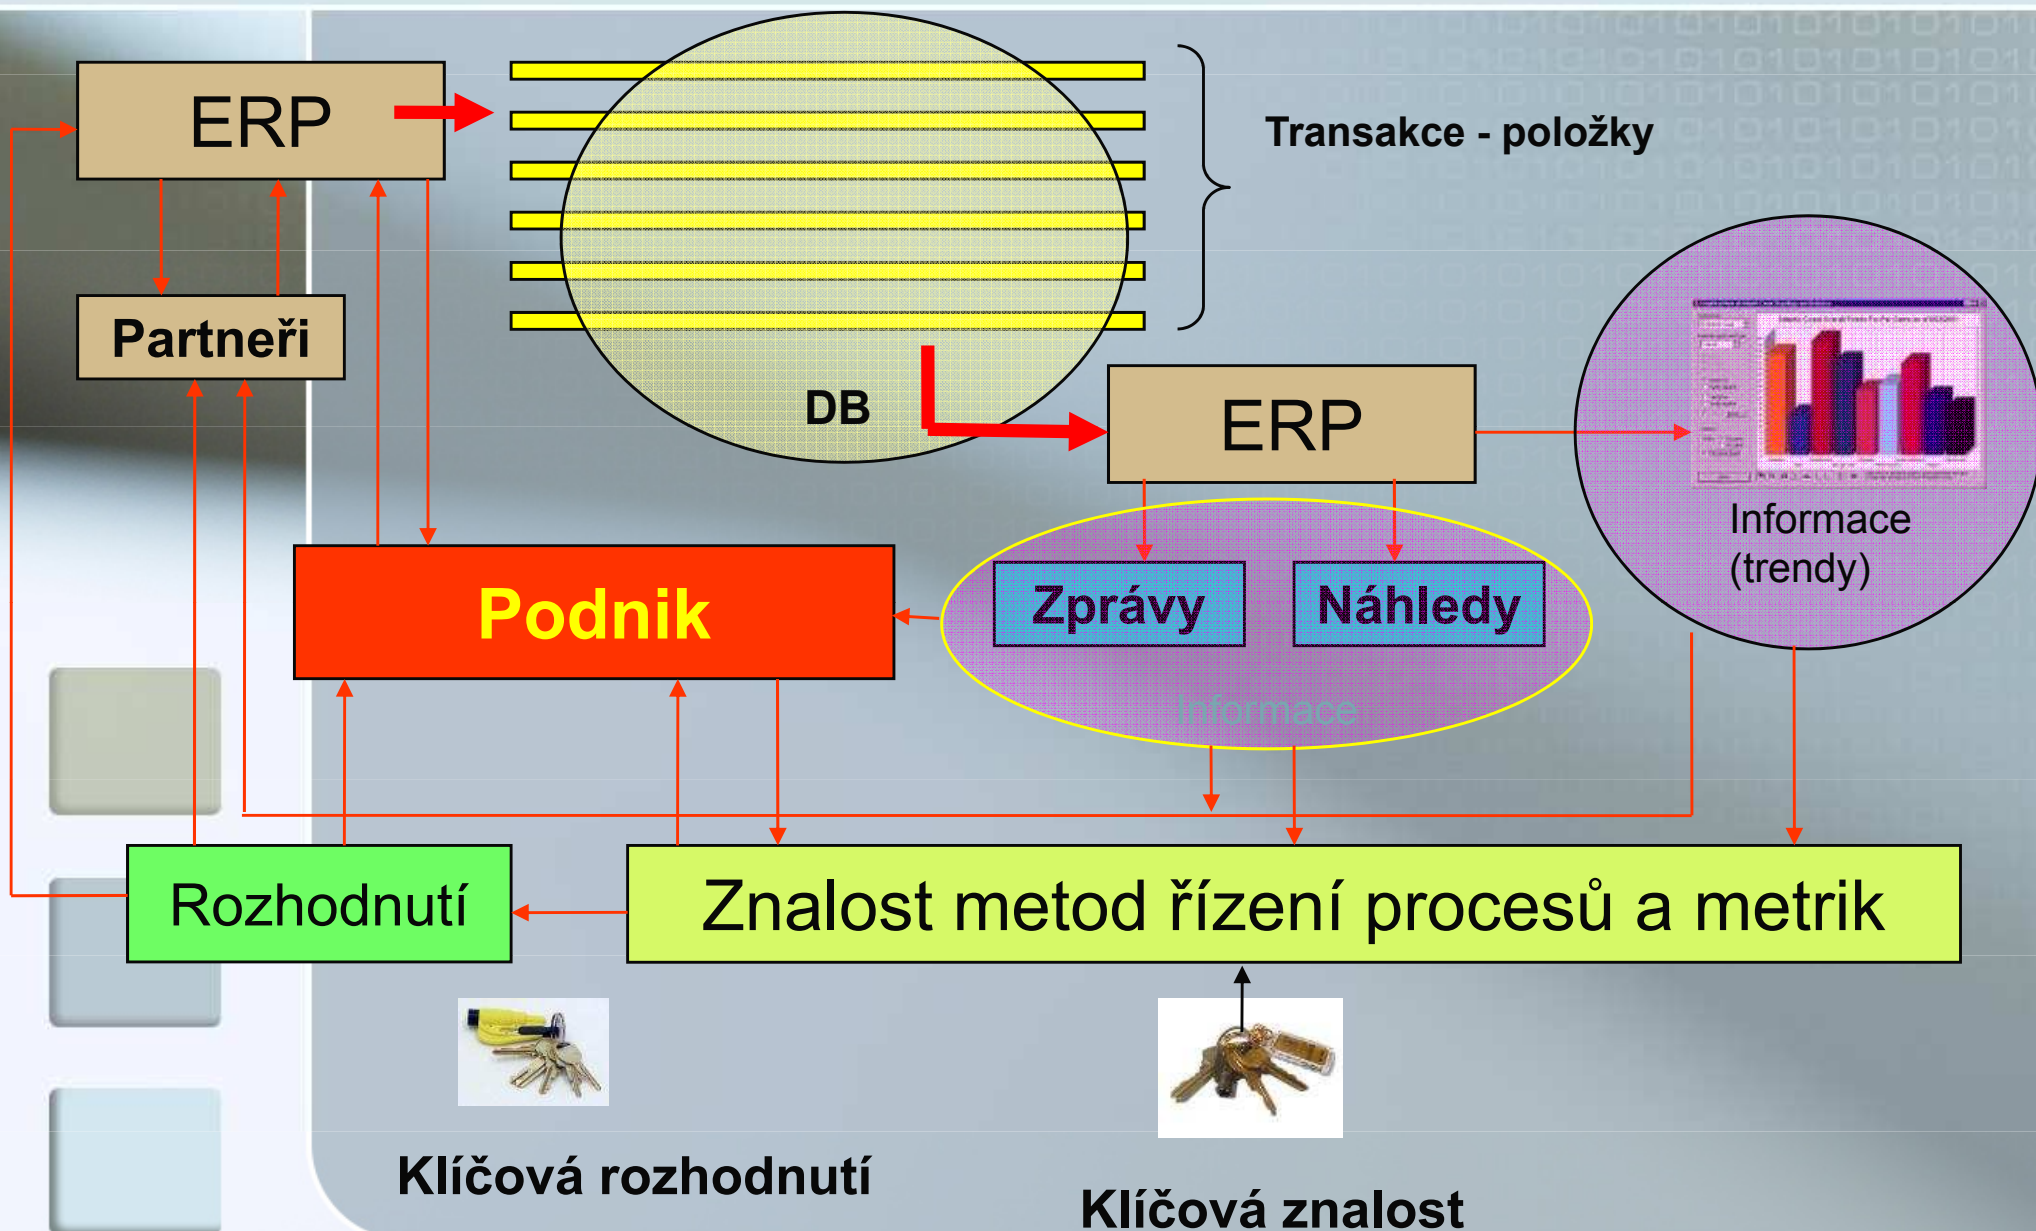 ERP
Transakce - položky
Partneři
DB
ERP
Informace
(trendy)
Podnik
Zprávy
Náhledy
Informace
Rozhodnutí
Znalost metod řízení procesů a metrik
Klíčová rozhodnutí
Klíčová znalost